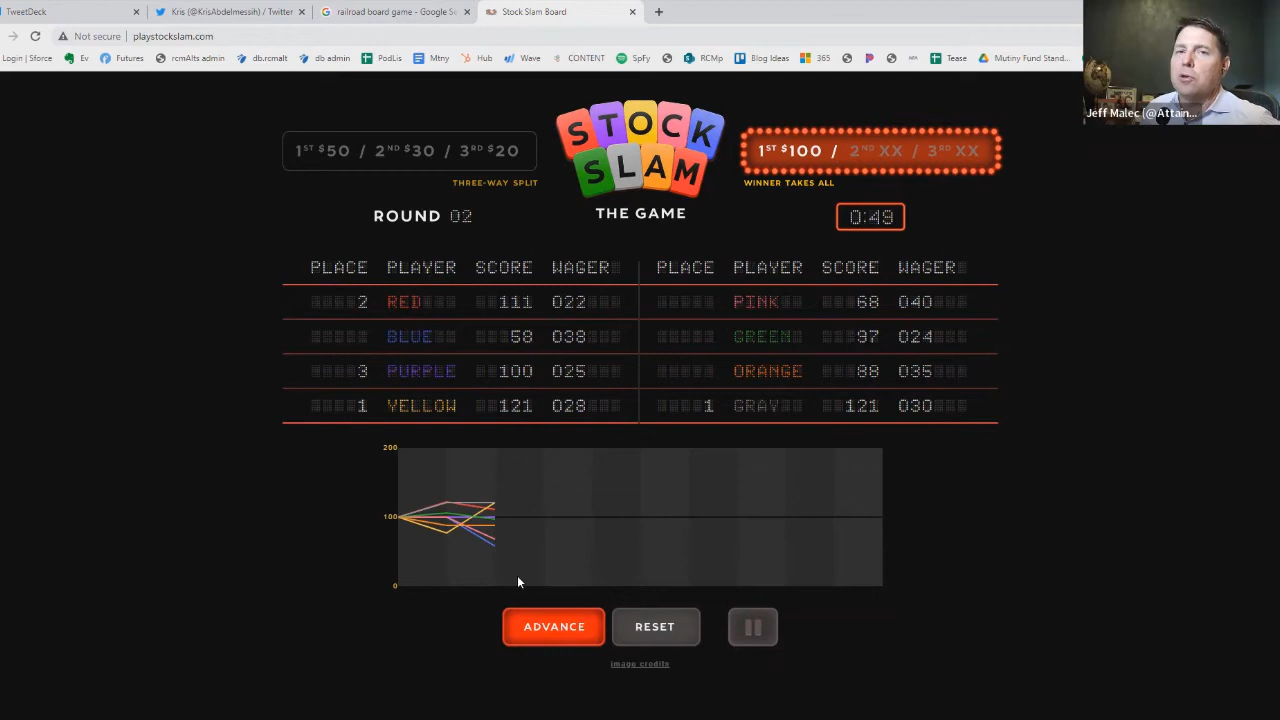 TweetDeck
Kris (@KrisAbdelmessih) / Twitter
railroad board game - Google Se
Stock Slam Board
Not secure
playstockslam.com
Login | Sforce
Ev
Futures
rcmAlts admin
db.rcmalt
db admin
PodLis
Mtny
Hub
Wave
CONTENT
SpFy
RCMp
Blog Ideas
365
Tease
Mutiny Fund Stand...
Jeff Malec (@Attain...
1ST $50 / 2ND $30 / 3RD $20
THREE-WAY SPLIT
STOCK
SLAM
THE GAME
1ST $100 / 2ND XX / 3RD XX
WINNER TAKES ALL
ROUND 02
0:49
PLACE PLAYER SCORE WAGER PLACE PLAYER SCORE WAGER
2 RED 111 022 PINK 68 040
BLUE 58 038 GREEN 97 024
3 PURPLE 100 025 ORANGE 88 035
1 YELLOW 121 028 1 GRAY 121 030
200
100
0
ADVANCE
RESET
image credits